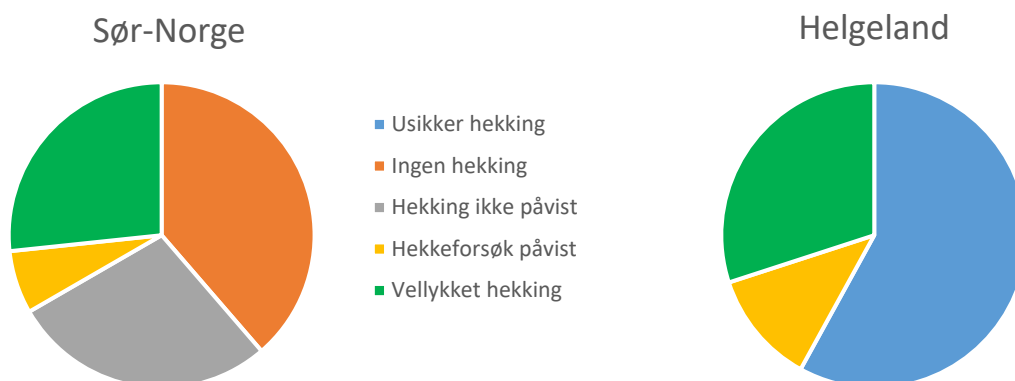 Sør-Norge
Helgeland
Usikker hekking
Ingen hekking
Hekking ikke påvist
Hekkeforsøk påvist
Vellykket hekking